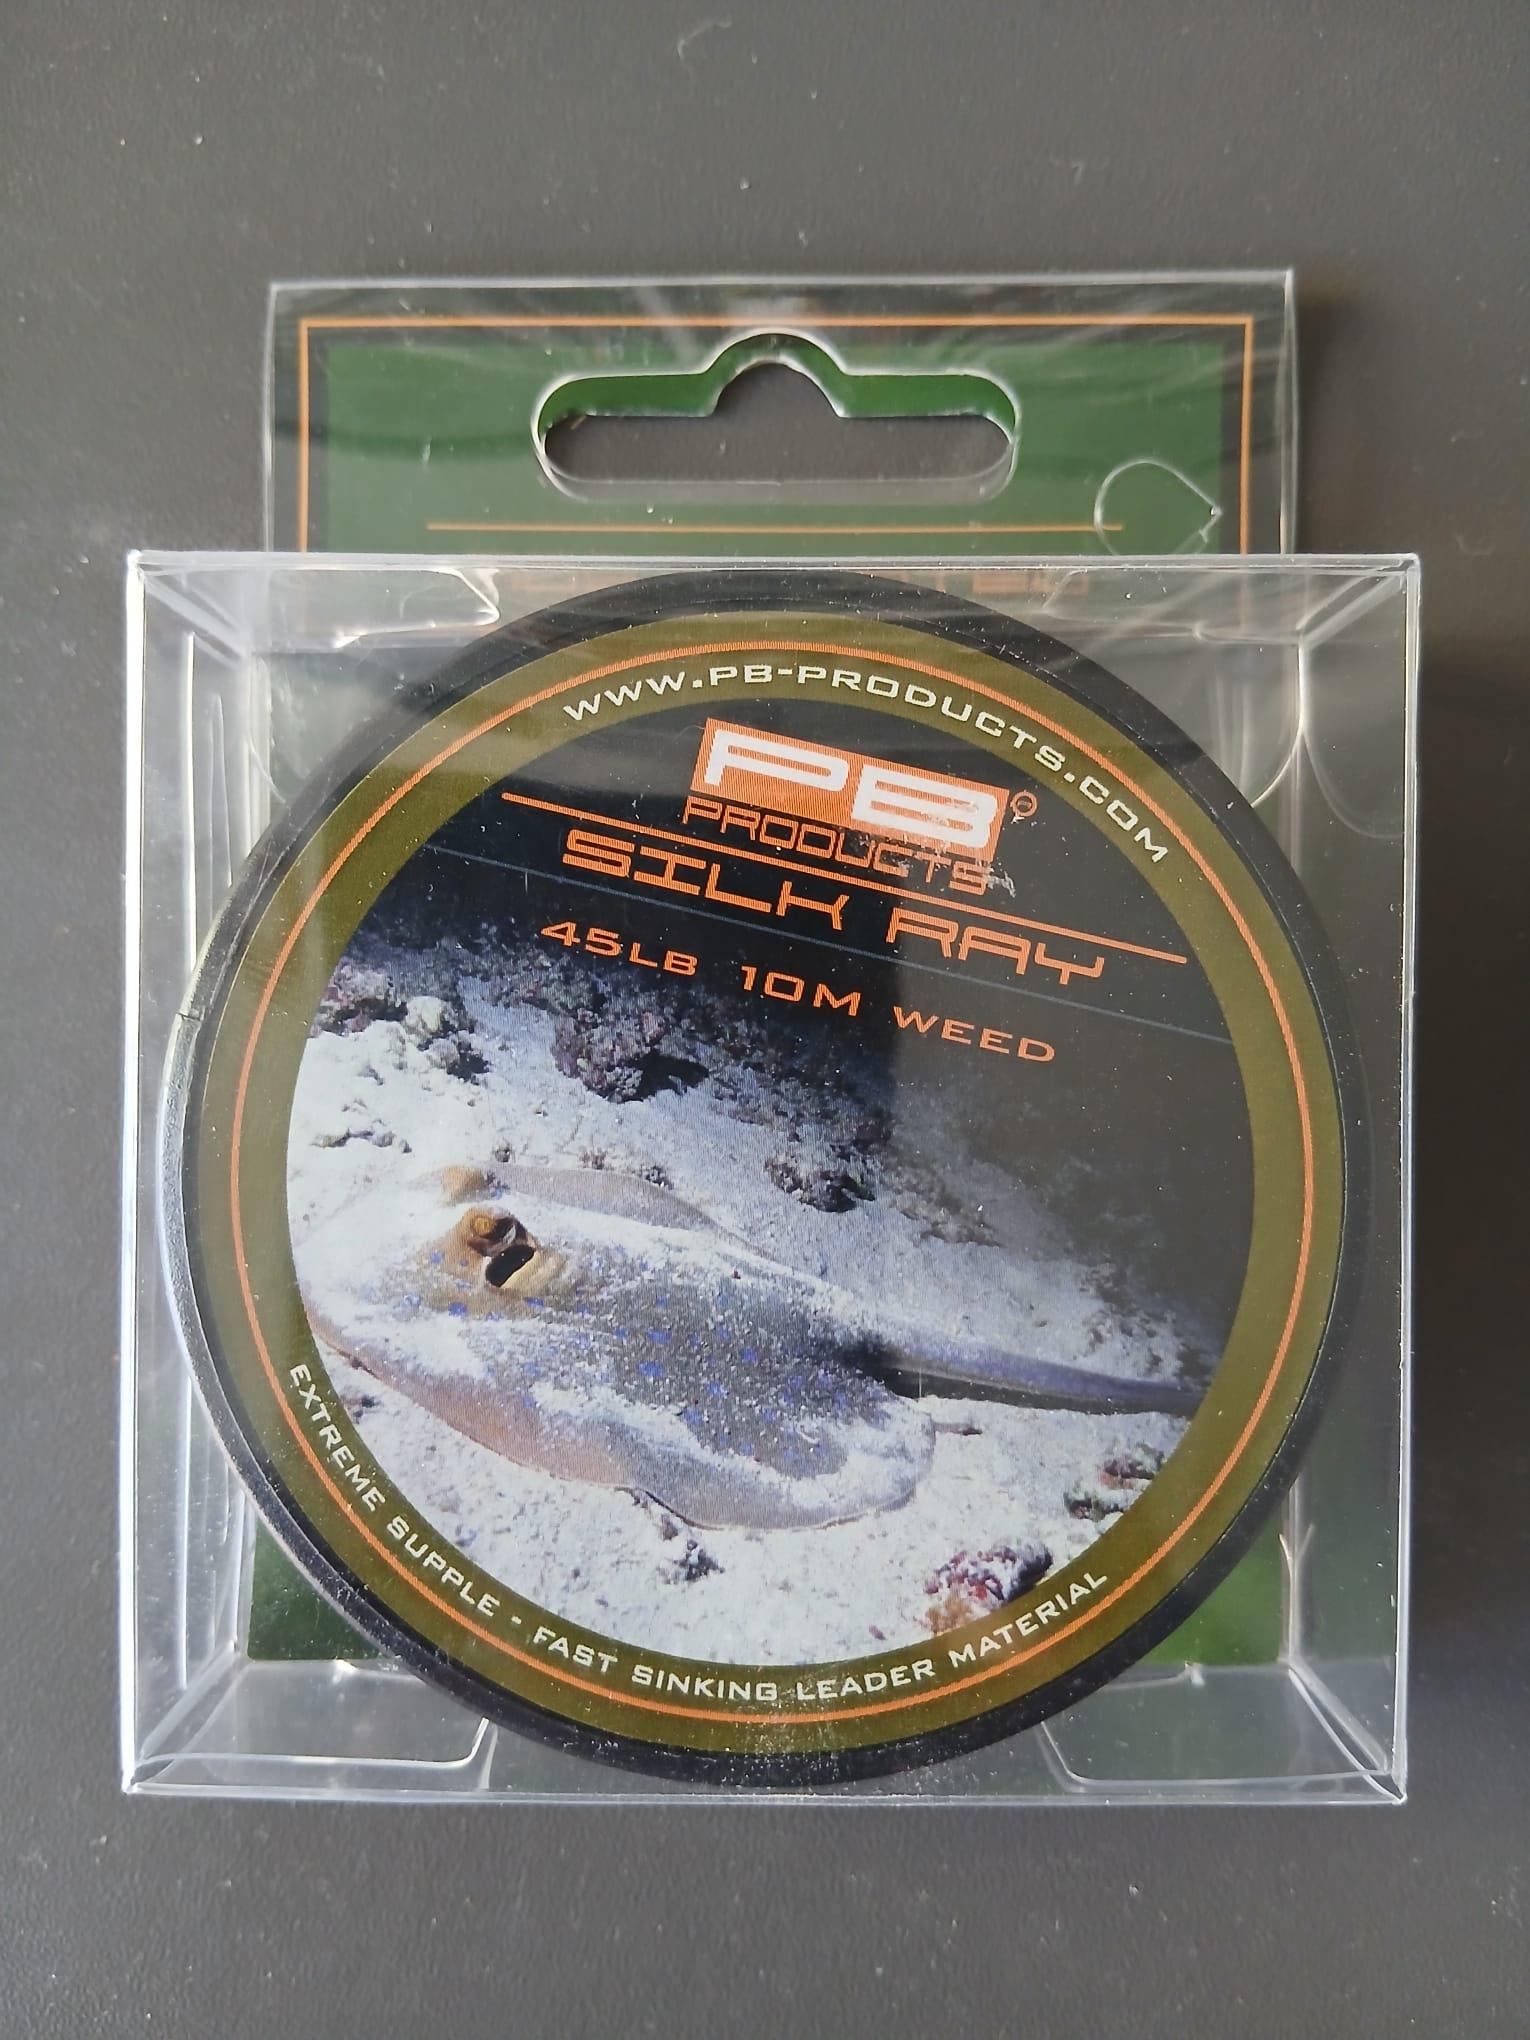 WWW.PB-PRODUCTS.COM
PB®
PRODUCTS
SILK RAY
45LB 10M WEED
EXTREME SUPPLE - FAST SINKING LEADER MATERIAL